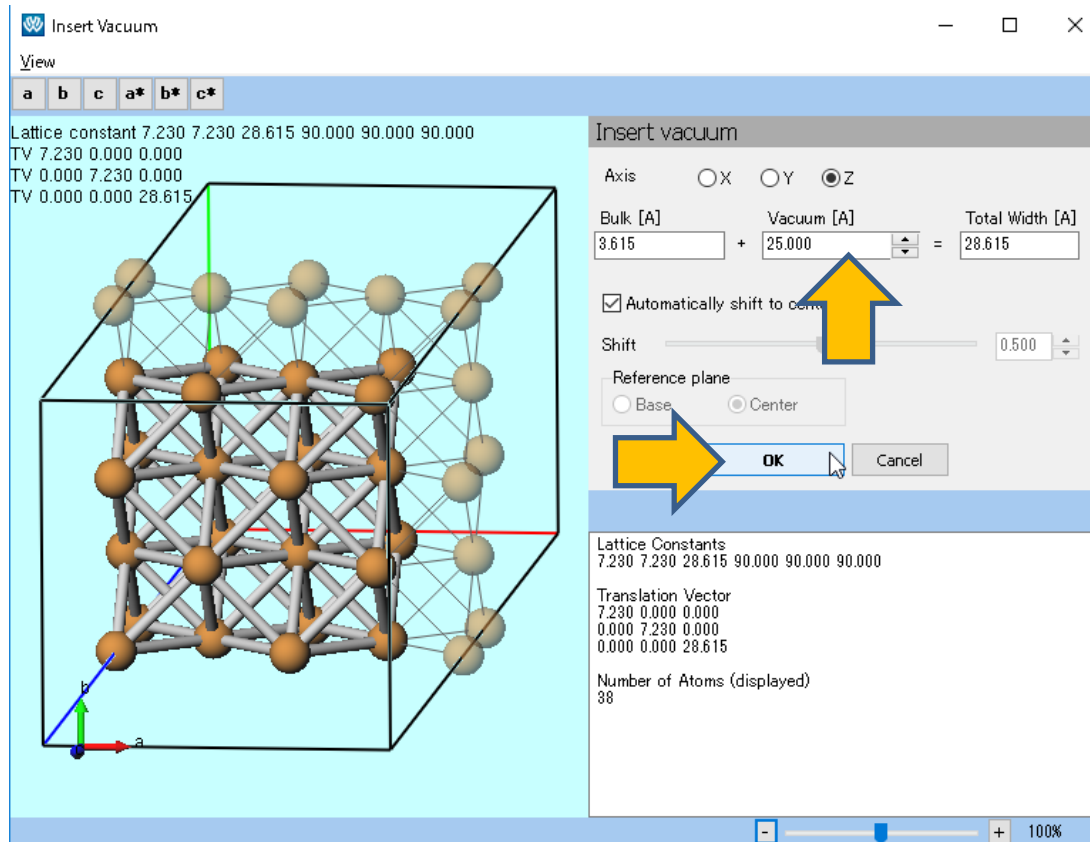 Insert Vacuum
View
a b c a* b* c*
Lattice constant 7.230 7.230 28.615 90.000 90.000 90.000
TV 7.230 0.000 0.000
TV 0.000 7.230 0.000
TV 0.000 0.000 28.615
b
a
Insert vacuum
Axis X Y Z
Bulk [A] Vacuum [A] Total Width [A]
3.615 + 25.000 = 28.615
Automatically shift to
Shift 0.500
Reference plane
Base Center
OK Cancel
Lattice Constants
7.230 7.230 28.615 90.000 90.000 90.000
Translation Vector
7.230 0.000 0.000
0.000 7.230 0.000
0.000 0.000 28.615
Number of Atoms (displayed)
38
- + 100%